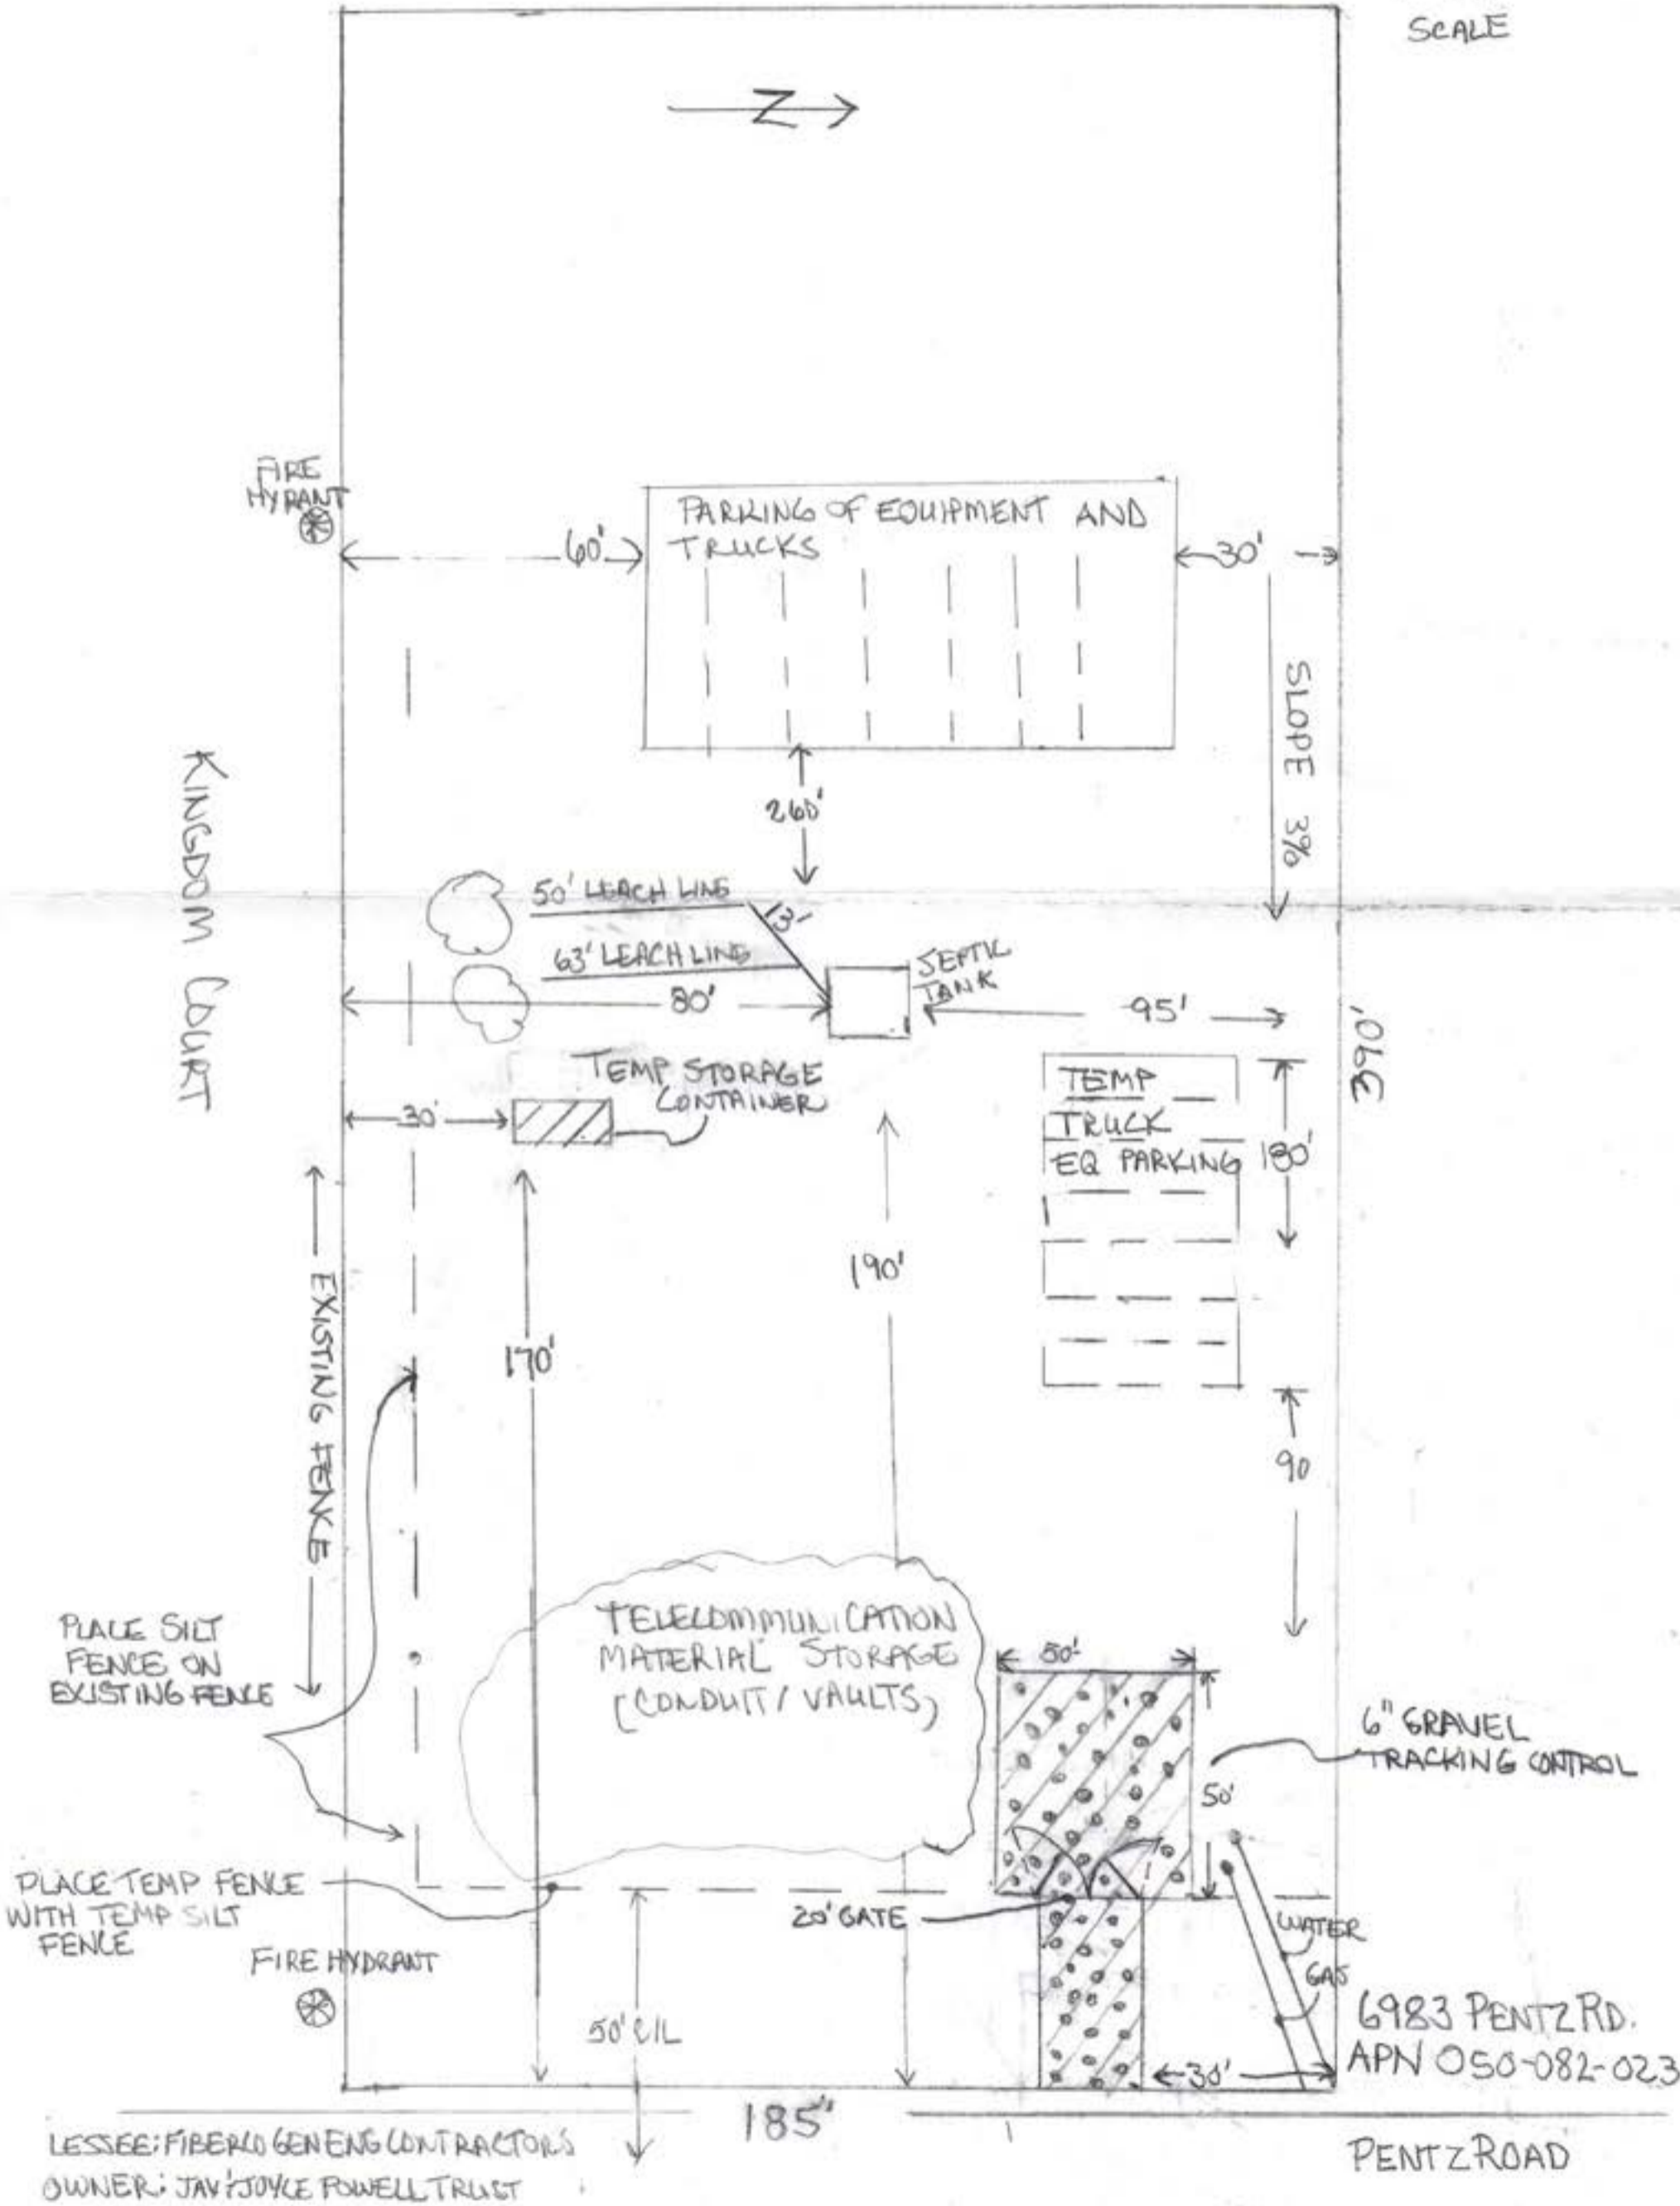 SCALE
Z
FIRE
HYRANT
60'
PARKING OF EQUIPMENT AND
TRUCKS
30'
SLOPE 3%
260'
KINGDOM COURT
50' LEACH LINE
13'
63' LEACH LINE
SEPTIC
TANK
80'
95'
390'
TEMP STORAGE
CONTAINER
30'
TEMP
TRUCK
EQ PARKING
180'
190'
170'
EXISTING FENCE
90
PLACE SILT
FENCE ON
EXISTING FENCE
TELECOMMUNICATION
MATERIAL STORAGE
(CONDUIT/VAULTS)
50'
50'
6" GRAVEL
TRACKING CONTROL
PLACE TEMP FENCE
WITH TEMP SILT
FENCE
20' GATE
WATER
GAS
FIRE HYDRANT
50' C/L
30'
6983 PENTZ RD.
APN 050-082-023
185'
PENTZ ROAD
LESSEE: FIBERCO GEN ENG CONTRACTORS
OWNER: JOYCE POWELL TRUST